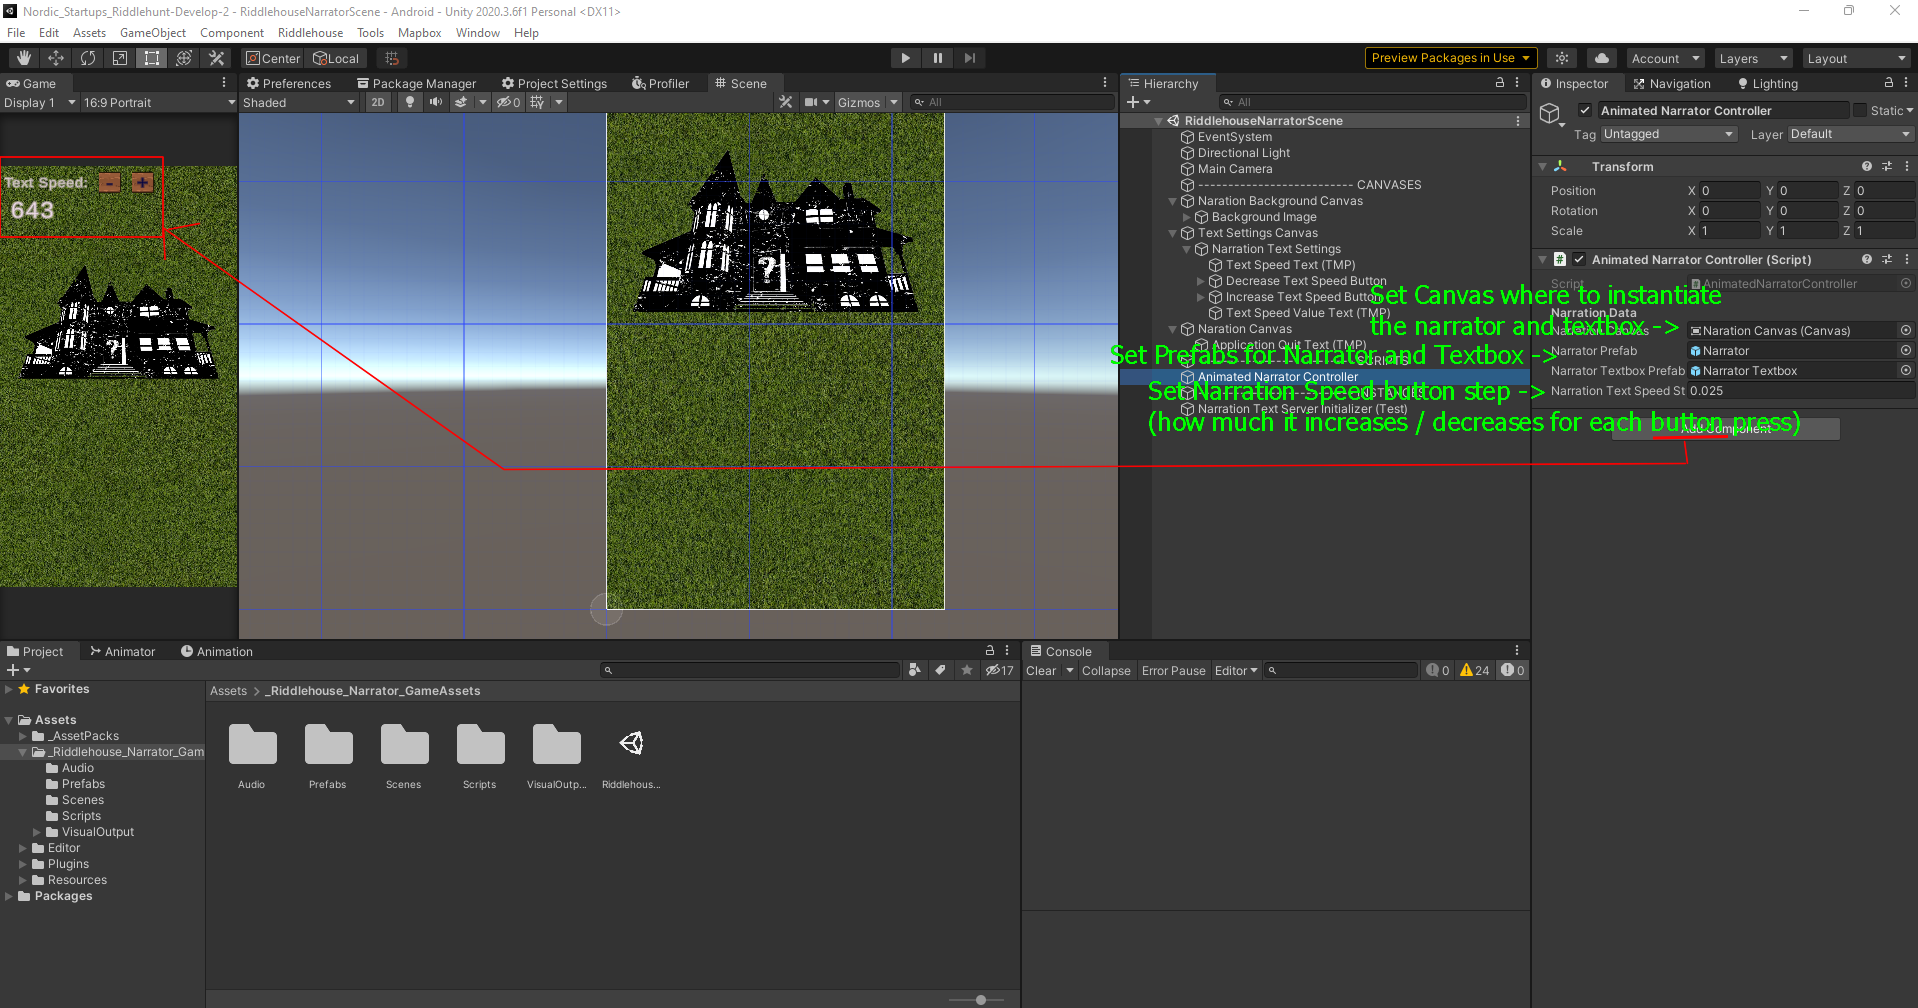 Nordic_Startups_Riddlehunt-Develop-2 - RiddlehouseNarratorScene - Android - Unity 2020.3.6f1 Personal <DX11>
File Edit Assets GameObject Component Riddlehouse Tools Mapbox Window Help
Center Local
Preview Packages in Use
Account
Layers
Layout
Game
Display 1
16:9 Portrait
Text Speed: - +
643
Preferences Package Manager Project Settings Profiler Scene
Shaded 2D 0 Gizmos All
Hierarchy
All
RiddlehouseNarratorScene
EventSystem
Directional Light
Main Camera
-------------------------- CANVASES
Naration Background Canvas
Background Image
Text Settings Canvas
Narration Text Settings
Text Speed Text (TMP)
Decrease Text Speed Button
Increase Text Speed Button
Text Speed Value Text (TMP)
Naration Canvas
Application Quit Text (TMP)
SCRIPTS
Animated Narrator Controller
INSTANCES
Narration Text Server Initializer (Test)
Set Canvas where to instantiate
the narrator and textbox ->
Set Prefabs for Narrator and Textbox ->
Set Narration Speed button step ->
(how much it increases / decreases for each button press)
Inspector Navigation Lighting
Animated Narrator Controller Static
Tag Untagged Layer Default
Transform
Position X 0 Y 0 Z 0
Rotation X 0 Y 0 Z 0
Scale X 1 Y 1 Z 1
# Animated Narrator Controller (Script)
Script AnimatedNarratorController
Narration Data
Naration Canvas Naration Canvas (Canvas)
Narrator Prefab Narrator
Narrator Textbox Prefab Narrator Textbox
Narration Text Speed St 0.025
Add Component
Project Animator Animation
17
Favorites
Assets
_AssetPacks
_Riddlehouse_Narrator_Gam
Audio
Prefabs
Scenes
Scripts
VisualOutput
Editor
Plugins
Resources
Packages
Assets > _Riddlehouse_Narrator_GameAssets
Audio Prefabs Scenes Scripts VisualOutp... Riddlehous...
Console
Clear Collapse Error Pause Editor 0 24 0